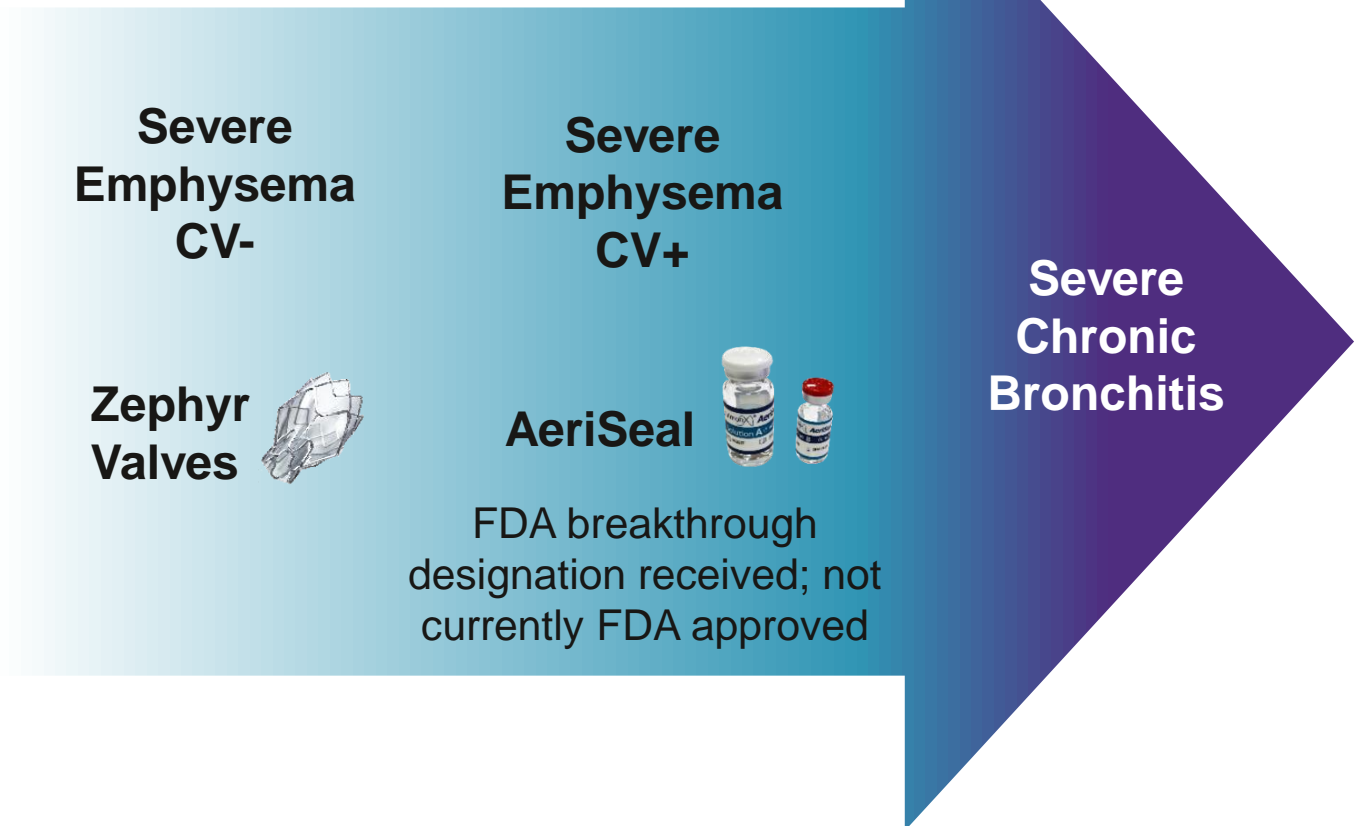 Severe
Emphysema
CV-
Zephyr
Valves
Severe
Emphysema
CV+
AeriSeal
FDA breakthrough
designation received; not
currently FDA approved
Severe
Chronic
Bronchitis